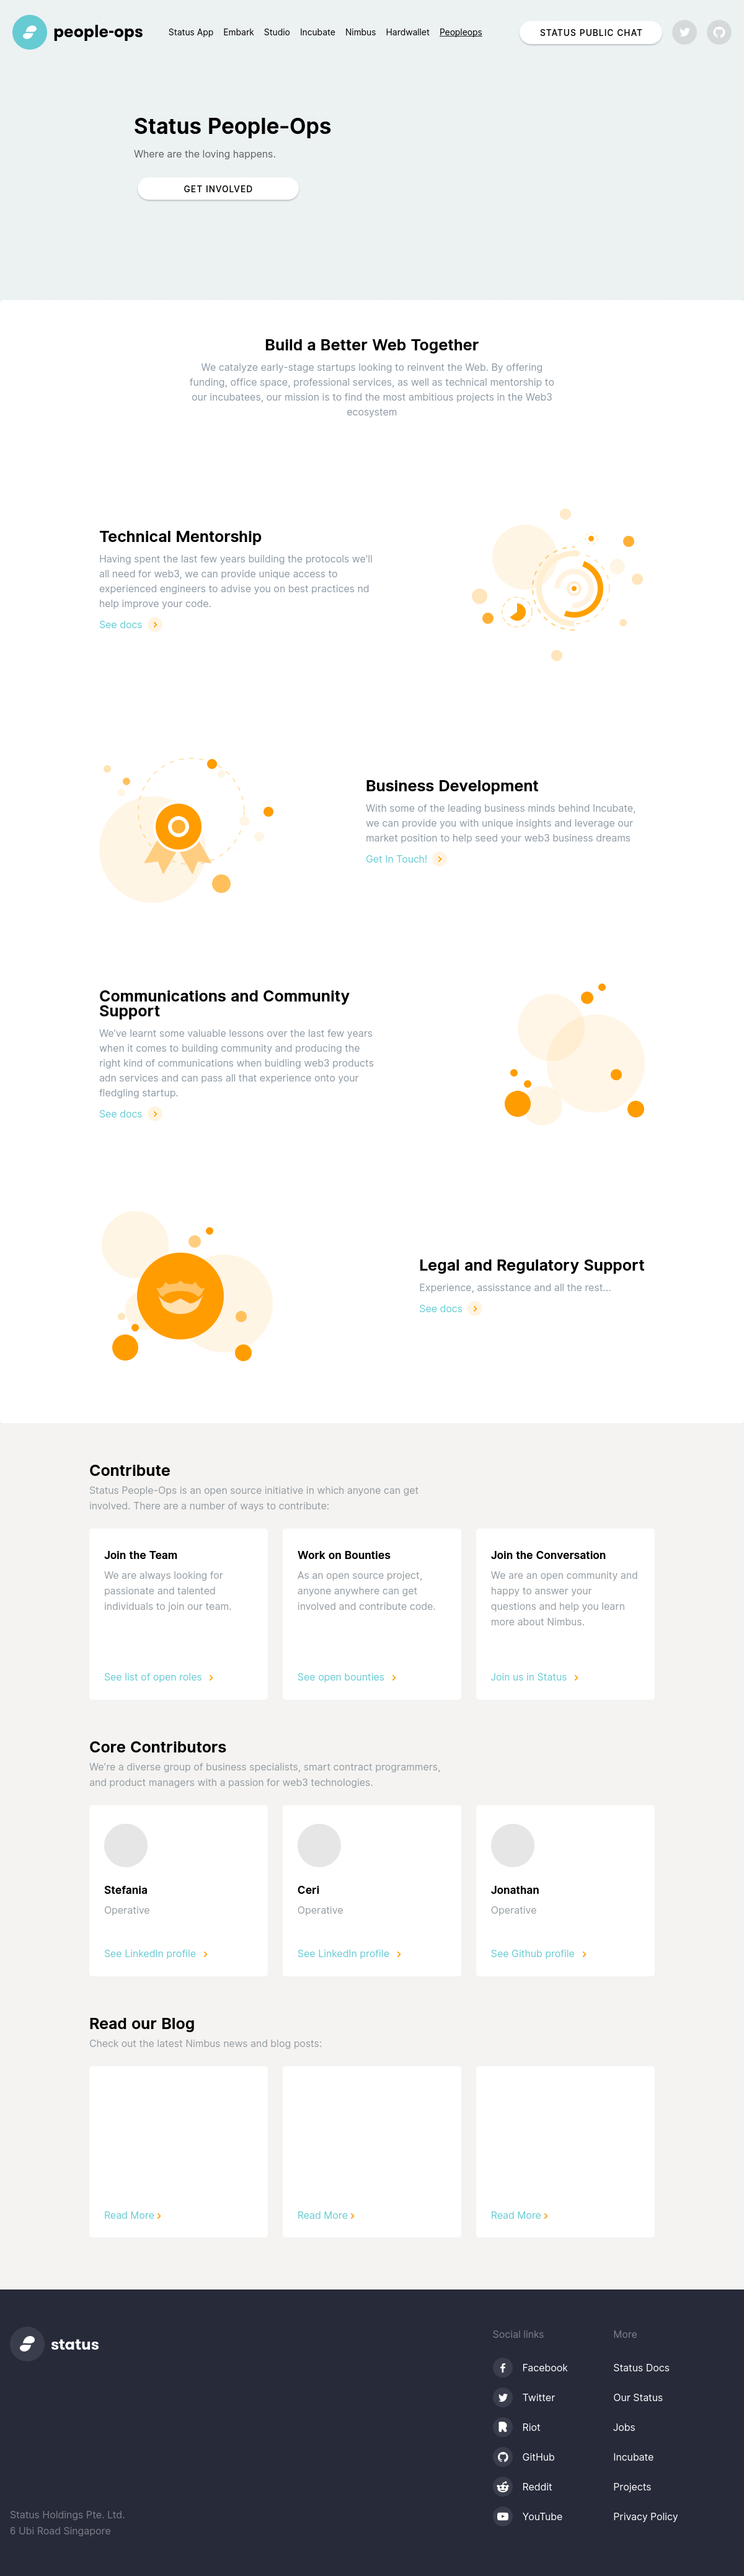 people-ops
Status App Embark Studio Incubate Nimbus Hardwallet Peopleops
STATUS PUBLIC CHAT
Status People-Ops
Where are the loving happens.
GET INVOLVED
Build a Better Web Together
We catalyze early-stage startups looking to reinvent the Web. By offering
funding, office space, professional services, as well as technical mentorship to
our incubatees, our mission is to find the most ambitious projects in the Web3
ecosystem
Technical Mentorship
Having spent the last few years building the protocols we'll
all need for web3, we can provide unique access to
experienced engineers to advise you on best practices nd
help improve your code.
See docs
Business Development
With some of the leading business minds behind Incubate,
we can provide you with unique insights and leverage our
market position to help seed your web3 business dreams
Get In Touch!
Communications and Community
Support
We've learnt some valuable lessons over the last few years
when it comes to building community and producing the
right kind of communications when buidling web3 products
adn services and can pass all that experience onto your
fledgling startup.
See docs
Legal and Regulatory Support
Experience, assisstance and all the rest...
See docs
Contribute
Status People-Ops is an open source initiative in which anyone can get
involved. There are a number of ways to contribute:
Join the Team
We are always looking for
passionate and talented
individuals to join our team.
See list of open roles
Work on Bounties
As an open source project,
anyone anywhere can get
involved and contribute code.
See open bounties
Join the Conversation
We are an open community and
happy to answer your
questions and help you learn
more about Nimbus.
Join us in Status
Core Contributors
We're a diverse group of business specialists, smart contract programmers,
and product managers with a passion for web3 technologies.
Stefania
Operative
See LinkedIn profile
Ceri
Operative
See LinkedIn profile
Jonathan
Operative
See Github profile
Read our Blog
Check out the latest Nimbus news and blog posts:
Read More
Read More
Read More
status
Status Holdings Pte. Ltd.
6 Ubi Road Singapore
Social links
Facebook
Twitter
Riot
GitHub
Reddit
YouTube
More
Status Docs
Our Status
Jobs
Incubate
Projects
Privacy Policy